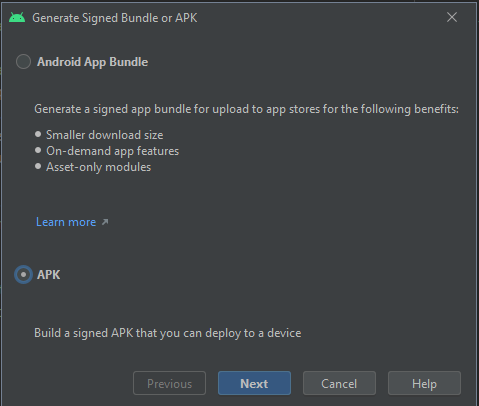 Generate Signed Bundle or APK
Android App Bundle
Generate a signed app bundle for upload to app stores for the following benefits:
Smaller download size
On-demand app features
Asset-only modules
Learn more
APK
Build a signed APK that you can deploy to a device
Previous Next Cancel Help